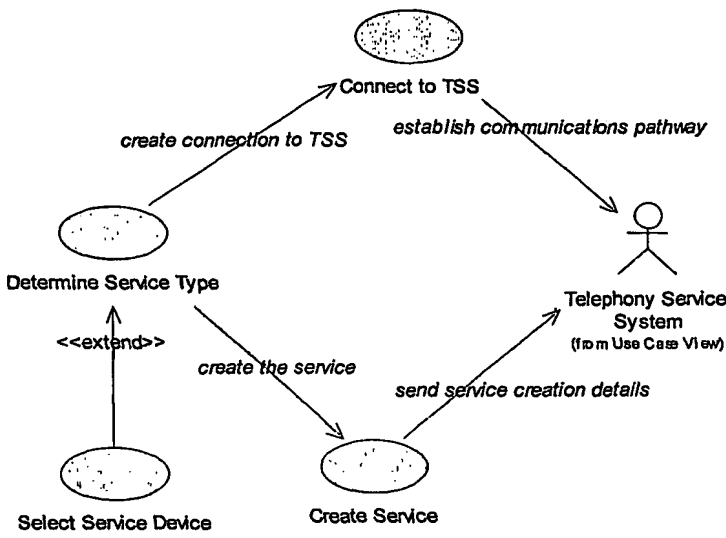 Connect to TSS
create connection to TSS
establish communications pathway
Determine Service Type
Telephony Service
System
(from Use Case View)
<<extend>>
create the service
send service creation details
Select Service Device
Create Service